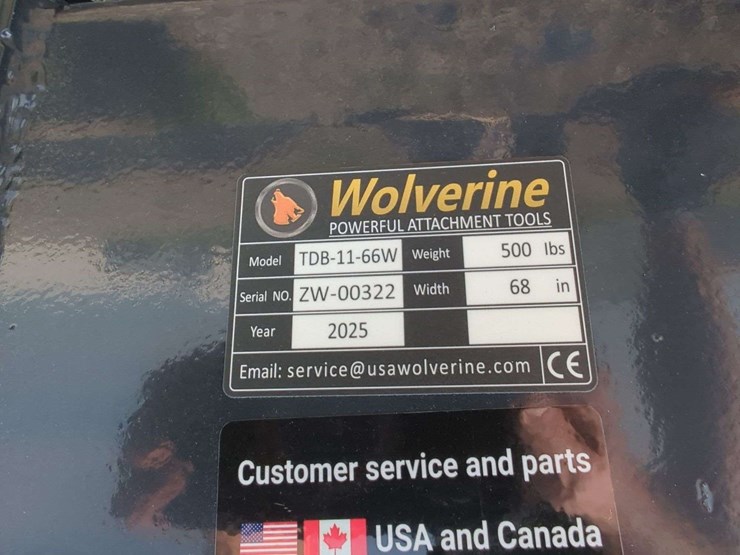 Wolverine
POWERFUL ATTACHMENT TOOLS
Model TDB-11-66W Weight 500 lbs
Serial NO. ZW-00322 Width 68 in
Year 2025
Email: service@usawolverine.com CE
Customer service and parts
USA and Canada